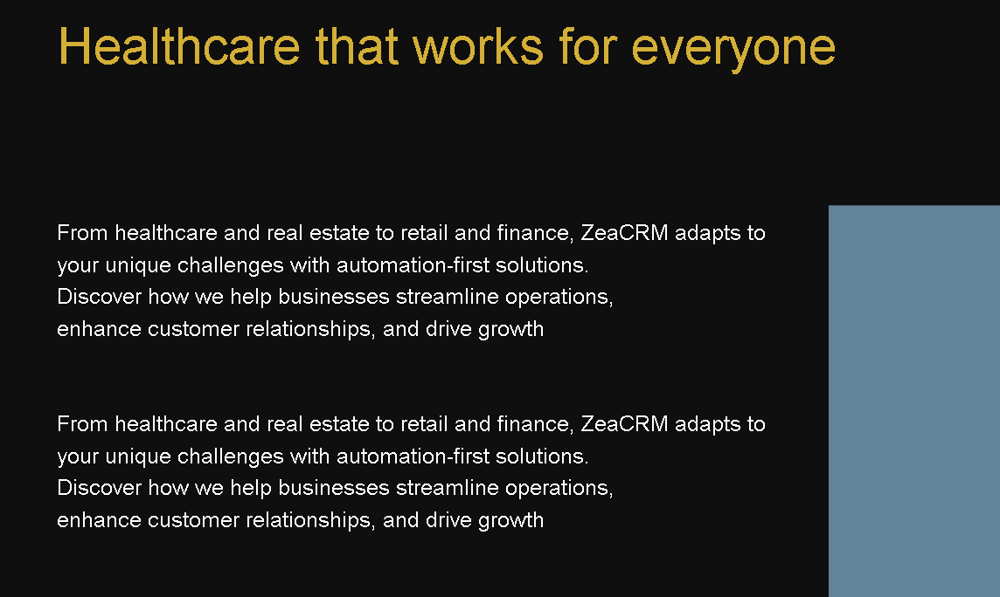 Healthcare that works for everyone
From healthcare and real estate to retail and finance, ZeaCRM adapts to
your unique challenges with automation-first solutions.
Discover how we help businesses streamline operations,
enhance customer relationships, and drive growth
From healthcare and real estate to retail and finance, ZeaCRM adapts to
your unique challenges with automation-first solutions.
Discover how we help businesses streamline operations,
enhance customer relationships, and drive growth